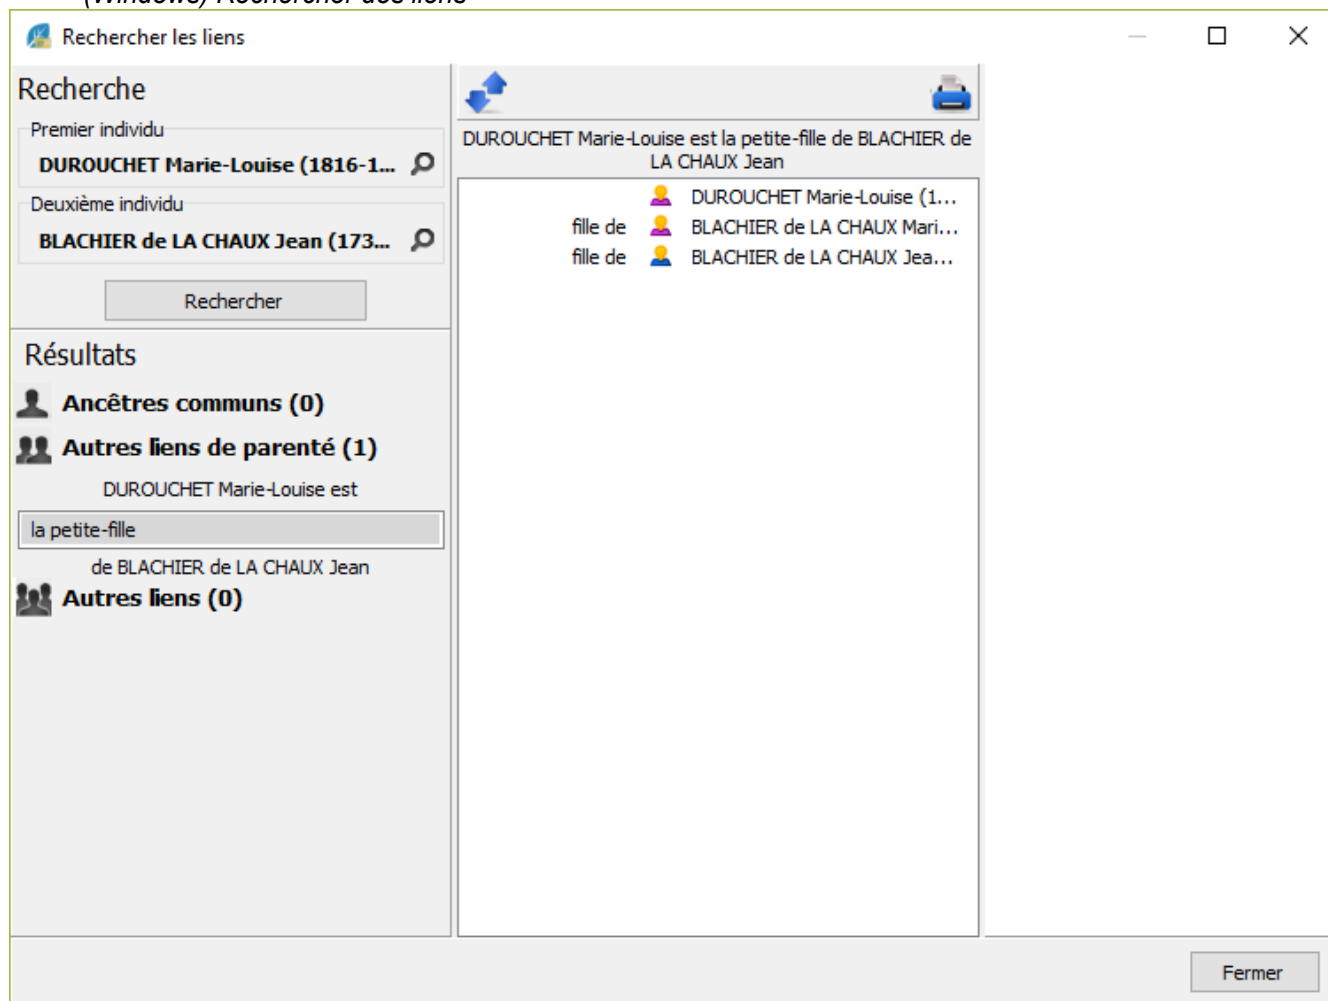 (Windows) Rechercher des liens
Rechercher les liens
Recherche
Premier individu
DUROUCHET Marie-Louise (1816-1...
Deuxième individu
BLACHIER de LA CHAUX Jean (173...
Rechercher
Résultats
Ancêtres communs (0)
Autres liens de parenté (1)
DUROUCHET Marie-Louise est
la petite-fille
de BLACHIER de LA CHAUX Jean
Autres liens (0)
DUROUCHET Marie-Louise est la petite-fille de BLACHIER de
LA CHAUX Jean
DUROUCHET Marie-Louise (1...
fille de BLACHIER de LA CHAUX Mari...
fille de BLACHIER de LA CHAUX Jea...
Fermer